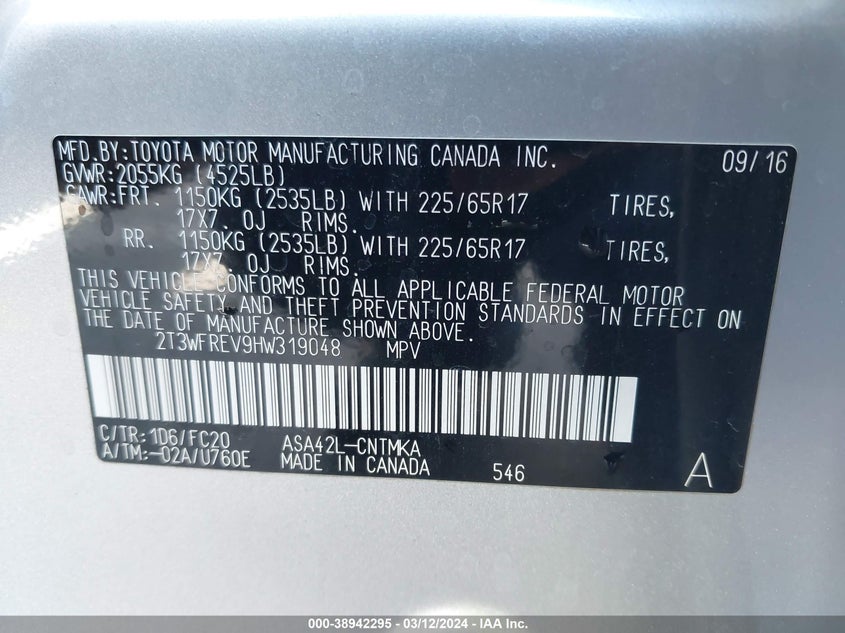 MFD.BY:TOYOTA MOTOR MANUFACTURING CANADA INC. 09/16
GVWR:2055KG (4525LB)
GAWR:FRT. 1150KG (2535LB) WITH 225/65R17 TIRES,
17X7.0J RIMS.
RR. 1150KG (2535LB) WITH 225/65R17 TIRES,
17X7.0J RIMS.
THIS VEHICLE CONFORMS TO ALL APPLICABLE FEDERAL MOTOR
VEHICLE SAFETY AND THEFT PREVENTION STANDARDS IN EFFECT ON
THE DATE OF MANUFACTURE SHOWN ABOVE.
2T3WFREV9HW319048 MPV
C/TR:1D6/FC20 ASA42L-CNTMKA
A/TM:-02A/U760E MADE IN CANADA 546 A
000-38942295 - 03/12/2024 - IAA Inc.